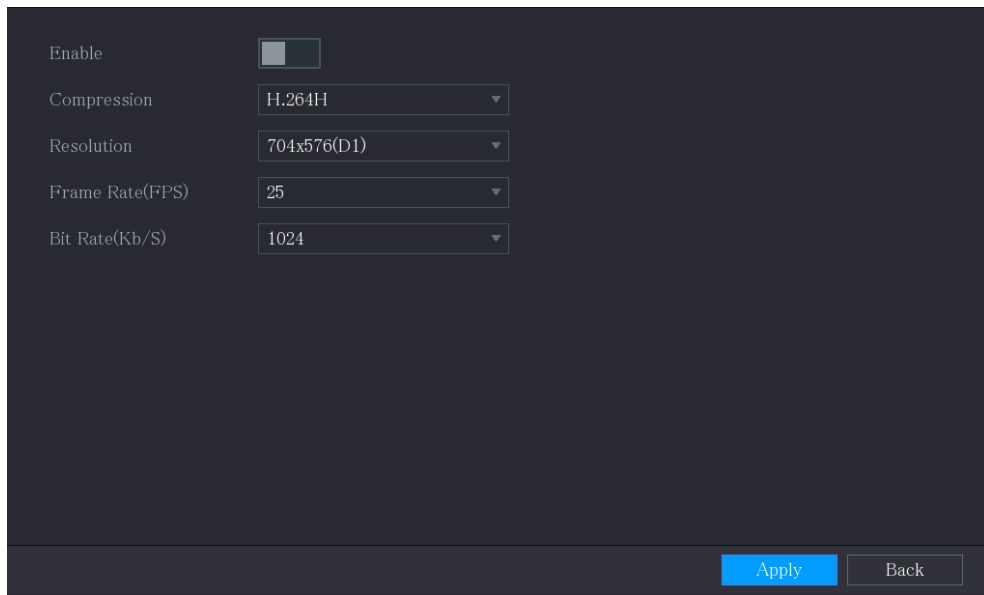 Enable
Compression H.264H
Resolution 704x576(D1)
Frame Rate(FPS) 25
Bit Rate(Kb/S) 1024
Apply Back